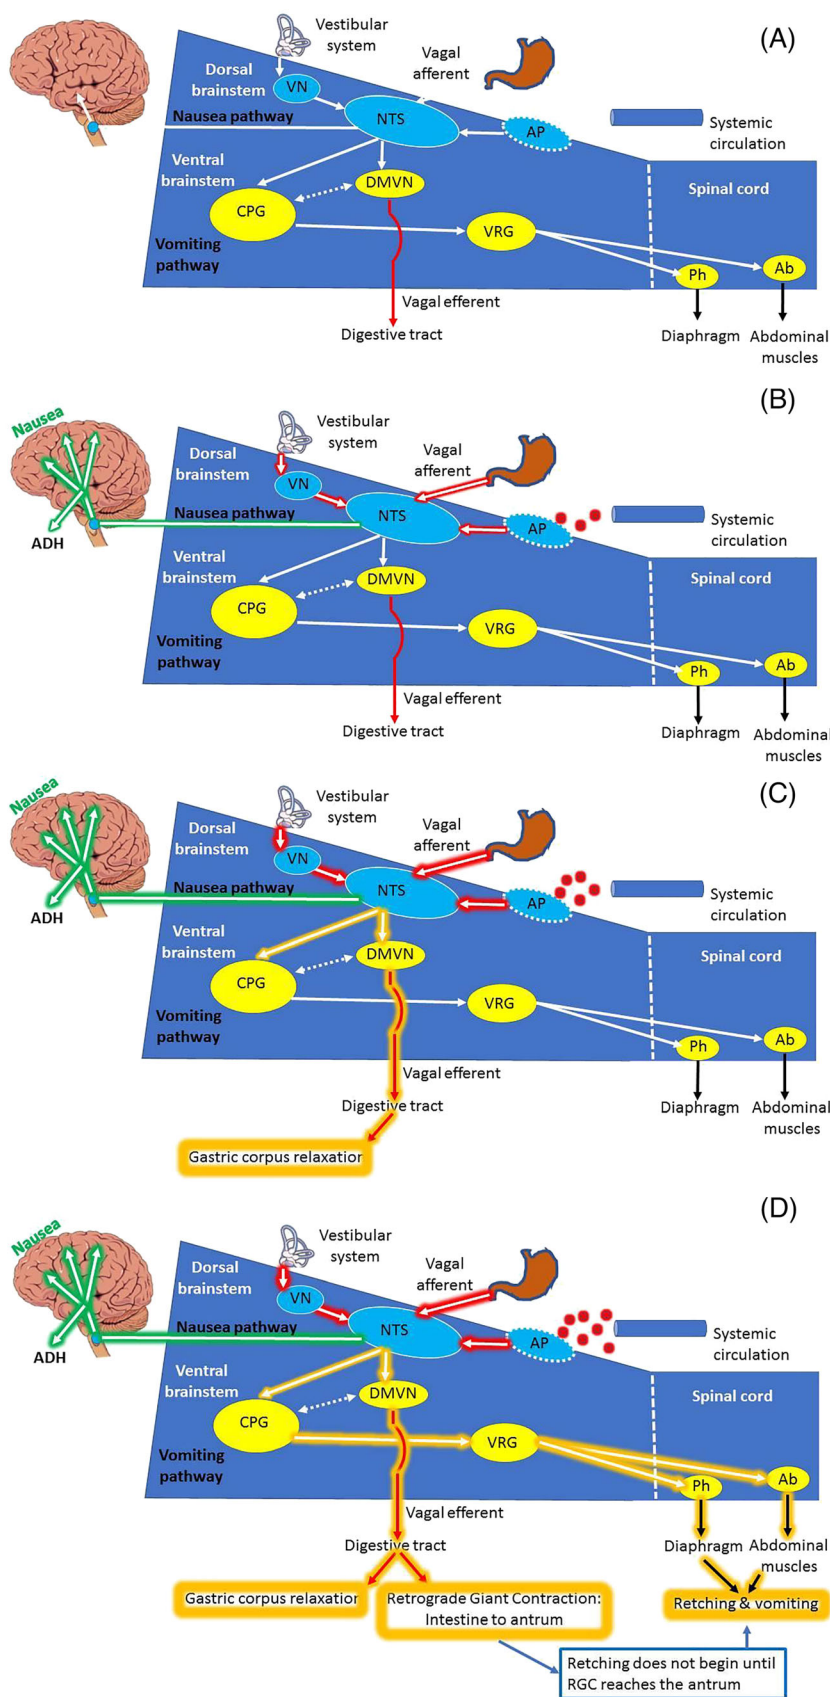 (A)
Vestibular
system
Vagal
afferent
Dorsal
brainstem
VN
Nausea pathway
NTS
AP
Systemic
circulation
Ventral
brainstem
DMVN
Spinal cord
CPG
VRG
Vomiting
pathway
Ph
Ab
Vagal efferent
Digestive tract
Diaphragm
Abdominal
muscles
(B)
Nausea
Vestibular
system
Vagal
afferent
Dorsal
brainstem
VN
Nausea pathway
NTS
AP
Systemic
circulation
ADH
Ventral
brainstem
DMVN
Spinal cord
CPG
VRG
Vomiting
pathway
Ph
Ab
Vagal efferent
Digestive tract
Diaphragm
Abdominal
muscles
(C)
Nausea
Vestibular
system
Vagal
afferent
Dorsal
brainstem
VN
Nausea pathway
NTS
AP
Systemic
circulation
ADH
Ventral
brainstem
DMVN
Spinal cord
CPG
VRG
Vomiting
pathway
Ph
Ab
Vagal efferent
Digestive tract
Diaphragm
Abdominal
muscles
Gastric corpus relaxation
(D)
Nausea
Vestibular
system
Vagal
afferent
Dorsal
brainstem
VN
Nausea pathway
NTS
AP
Systemic
circulation
ADH
Ventral
brainstem
DMVN
Spinal cord
CPG
VRG
Vomiting
pathway
Ph
Ab
Vagal efferent
Digestive tract
Diaphragm
Abdominal
muscles
Gastric corpus relaxation
Retrograde Giant Contraction:
Intestine to antrum
Retching & vomiting
Retching does not begin until
RGC reaches the antrum